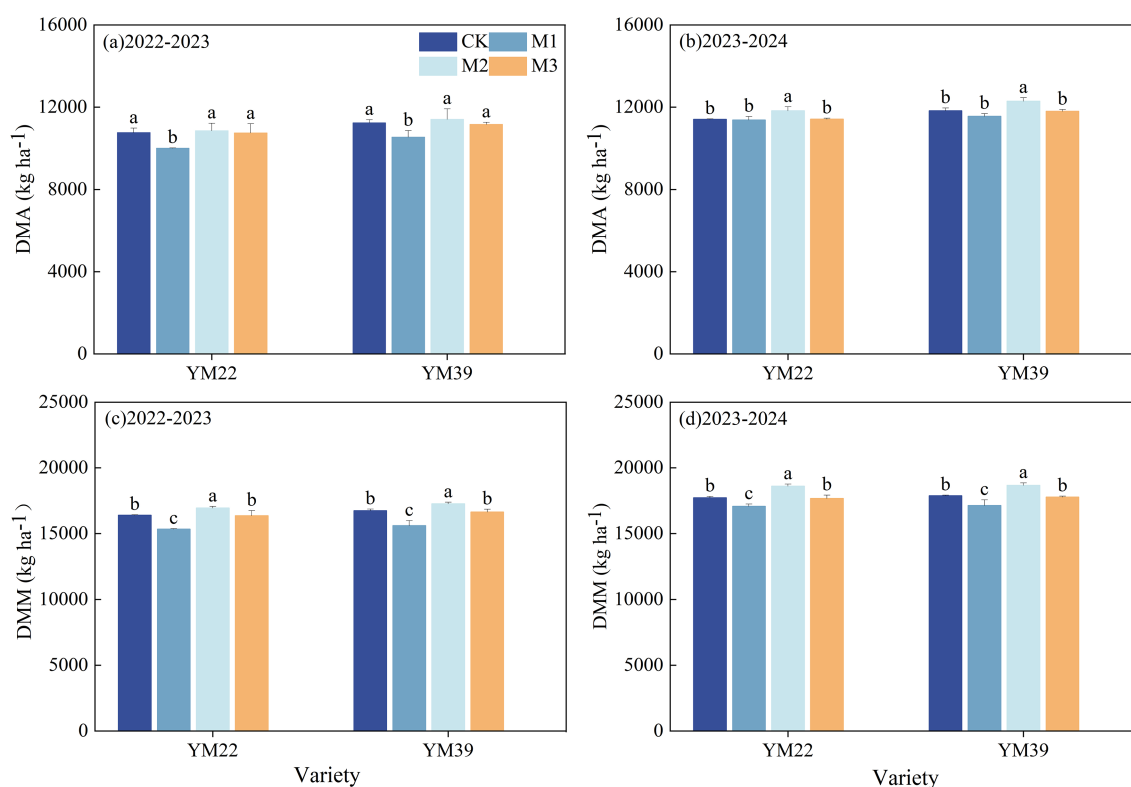 (a)2022-2023
CK M1
M2 M3
16000
12000
8000
4000
0
DMA (kg ha-1)
a b a a
a b a a
YM22 YM39
(b)2023-2024
16000
12000
8000
4000
0
DMA (kg ha-1)
b b a b
b b a b
YM22 YM39
(c)2022-2023
25000
20000
15000
10000
5000
0
DMM (kg ha-1)
b c a b
b c a b
YM22 YM39
Variety
(d)2023-2024
25000
20000
15000
10000
5000
0
DMM (kg ha-1)
b c a b
b c a b
YM22 YM39
Variety